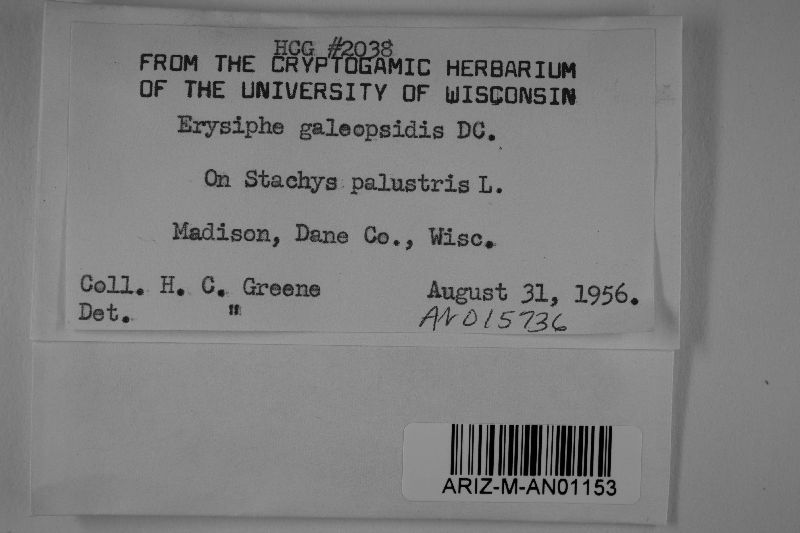 HCG #2038
FROM THE CRYPTOGAMIC HERBARIUM
OF THE UNIVERSITY OF WISCONSIN
Erysiphe galeopsidis DC.
On Stachys palustris L.
Madison, Dane Co., Wisc.
Coll. H. C. Greene August 31, 1956.
Det. "
AN015736
ARIZ-M-AN01153